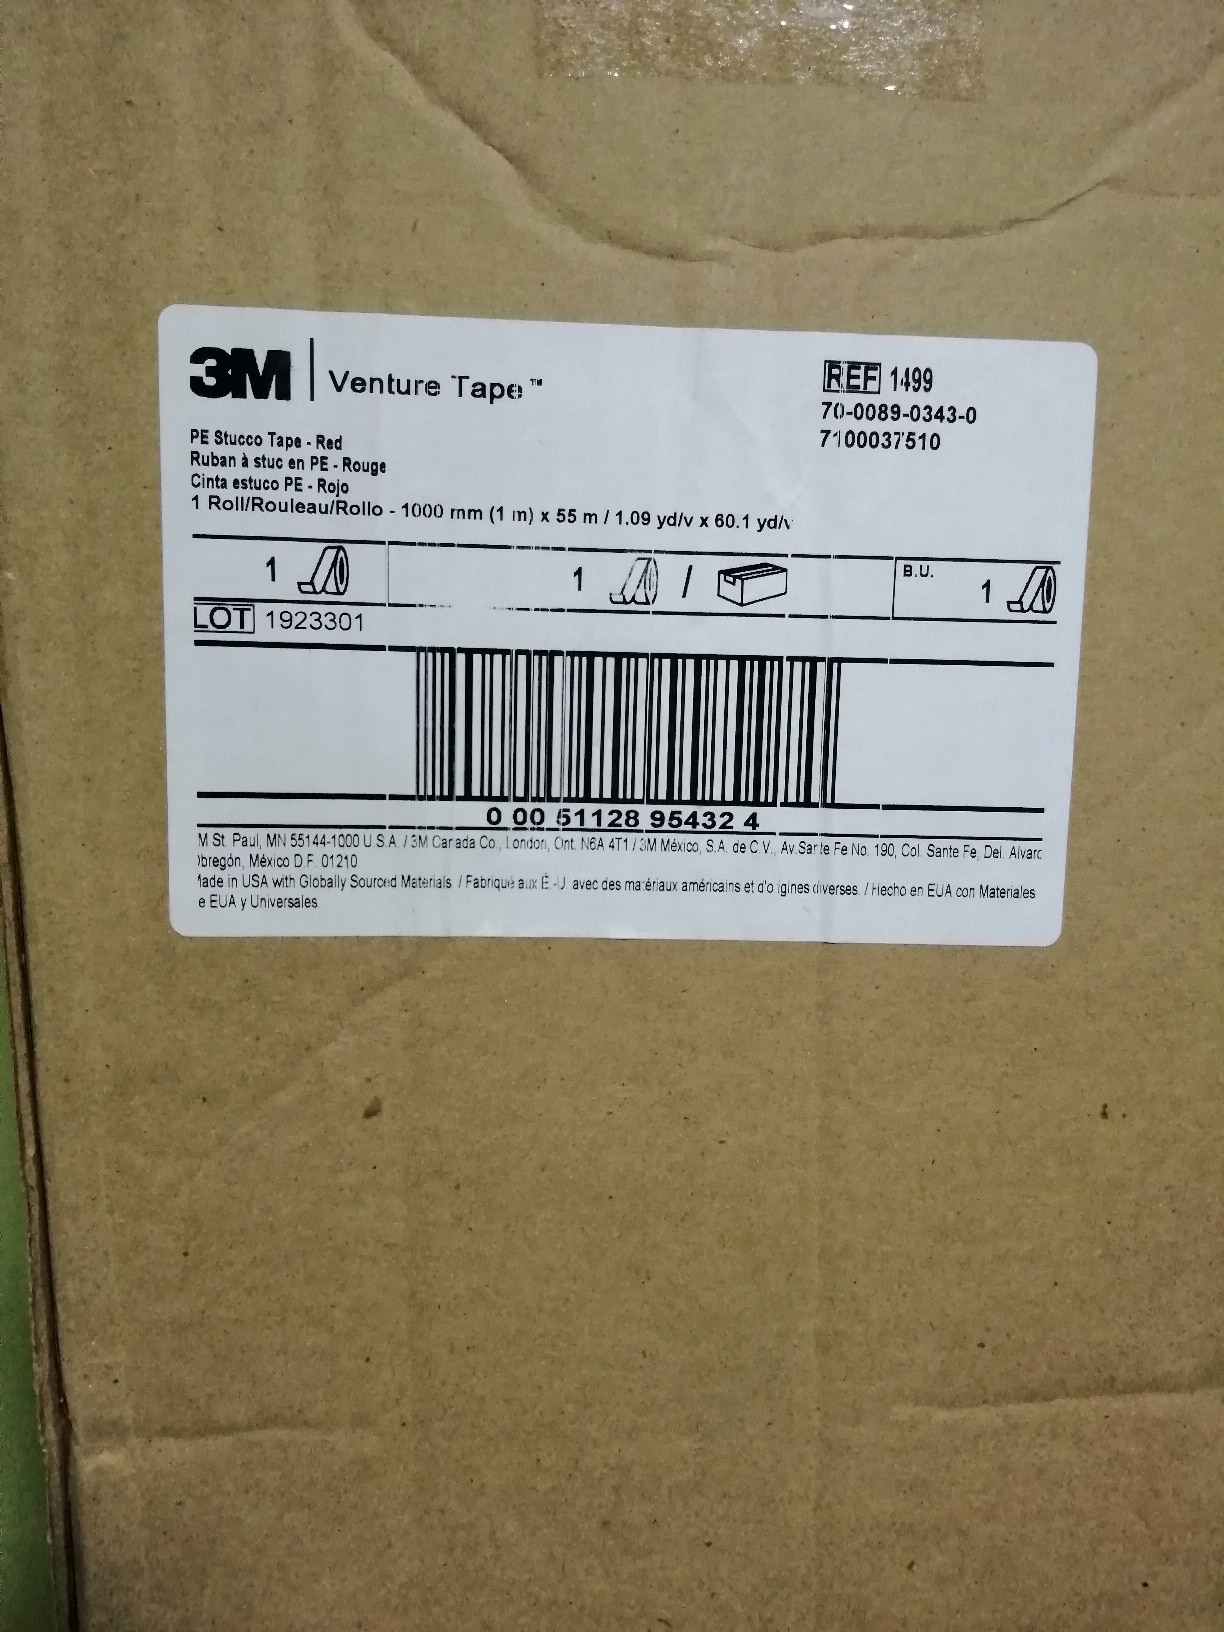 3M Venture Tape™
REF 1499
70-0089-0343-0
7100037510
PE Stucco Tape - Red
Ruban à stuc en PE - Rouge
Cinta estuco PE - Rojo
1 Roll/Rouleau/Rollo - 1000 mm (1 m) x 55 m / 1.09 yd/v x 60.1 yd/v
1 1 / B.U. 1
LOT 1923301
0 00 51128 95432 4
M St. Paul, MN 55144-1000 U.S.A. / 3M Canada Co., London, Ont. N6A 4T1 / 3M México, S.A. de C.V., Av. Sante Fe No. 190, Col. Sante Fe, Del. Alvaro
bregón, México D.F. 01210
ade in USA with Globally Sourced Materials. / Fabriqué aux É.-U. avec des matériaux américains et d'origines diverses. / Hecho en EUA con Materiales
e EUA y Universales.